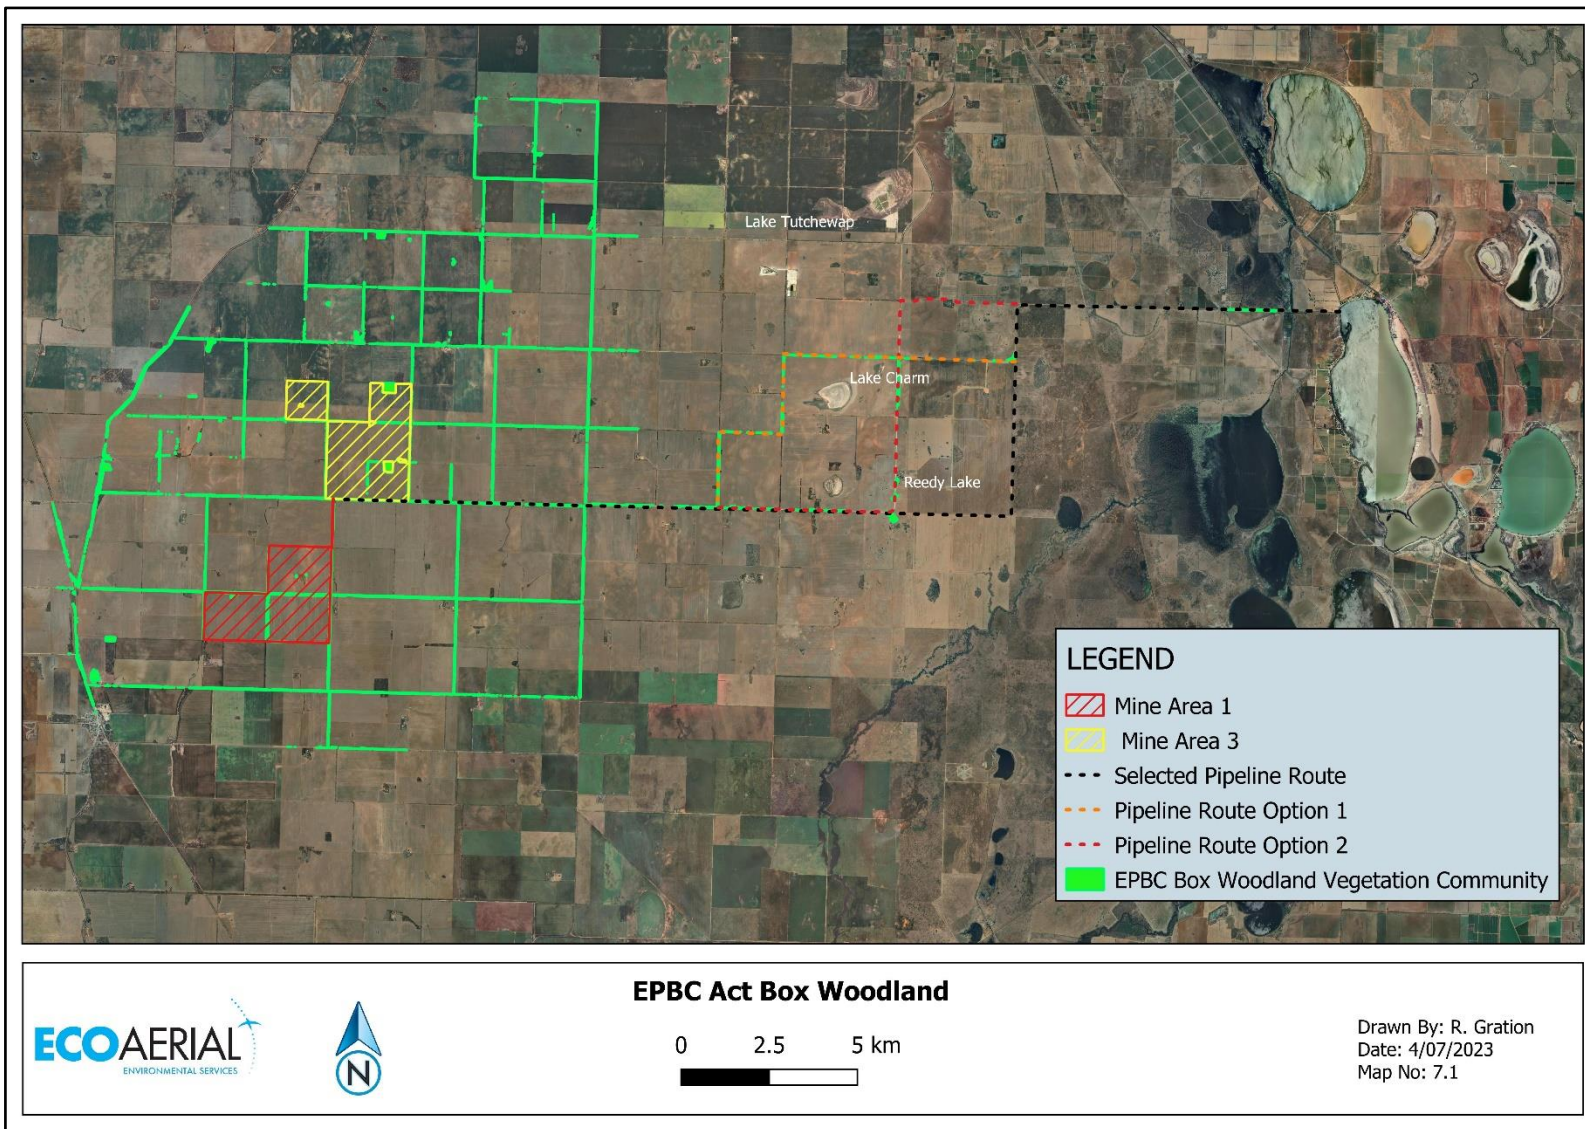 Lake Tutchewap
Lake Charm
Reedy Lake
LEGEND
Mine Area 1
Mine Area 3
Selected Pipeline Route
Pipeline Route Option 1
Pipeline Route Option 2
EPBC Box Woodland Vegetation Community
ECOAERIAL
ENVIRONMENTAL SERVICES
N
EPBC Act Box Woodland
0 2.5 5 km
Drawn By: R. Gration
Date: 4/07/2023
Map No: 7.1